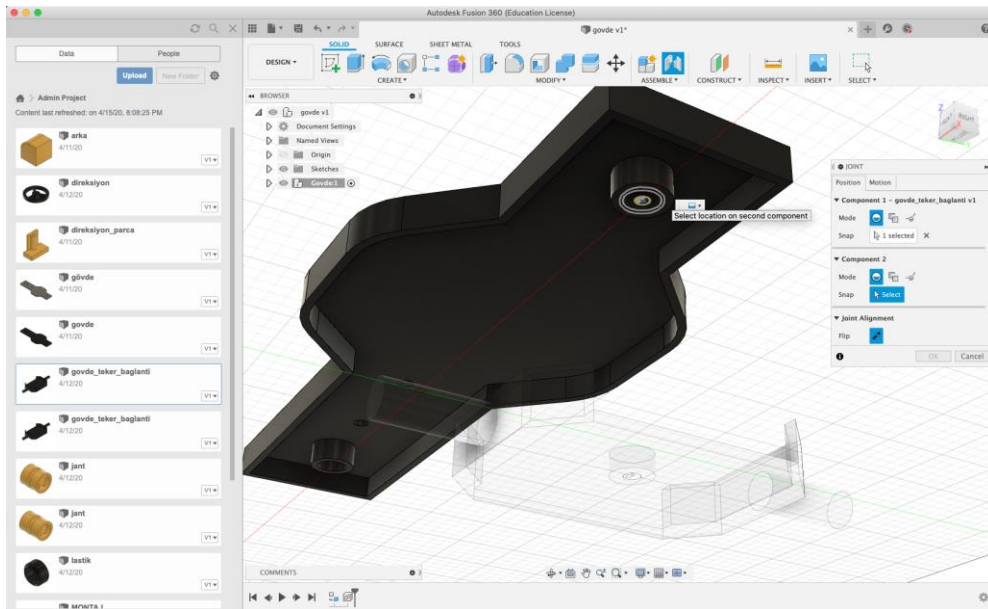 Autodesk Fusion 360 (Education License)
govde v1*
Data
People
DESIGN
SOLID
SURFACE
SHEET METAL
TOOLS
Upload
New Folder
CREATE
MODIFY
ASSEMBLE
CONSTRUCT
INSPECT
INSERT
SELECT
Admin Project
Content last refreshed: on 4/15/20, 8:08:25 PM
BROWSER
govde v1
Document Settings
Named Views
Origin
Sketches
Govde:1
arka
4/11/20
V1
direksiyon
4/12/20
V1
direksiyon_parca
4/11/20
V1
gövde
4/11/20
V1
govde
4/11/20
V1
govde_teker_baglanti
4/12/20
V1
govde_teker_baglanti
4/12/20
V1
jant
4/12/20
V1
jant
4/12/20
V1
lastik
4/12/20
V1
MONTAJ
Select location on second component
Z
RIGHT
JOINT
Position
Motion
Component 1 - govde_teker_baglanti v1
Mode
Snap
1 selected
Component 2
Mode
Snap
Select
Joint Alignment
Flip
OK
Cancel
COMMENTS